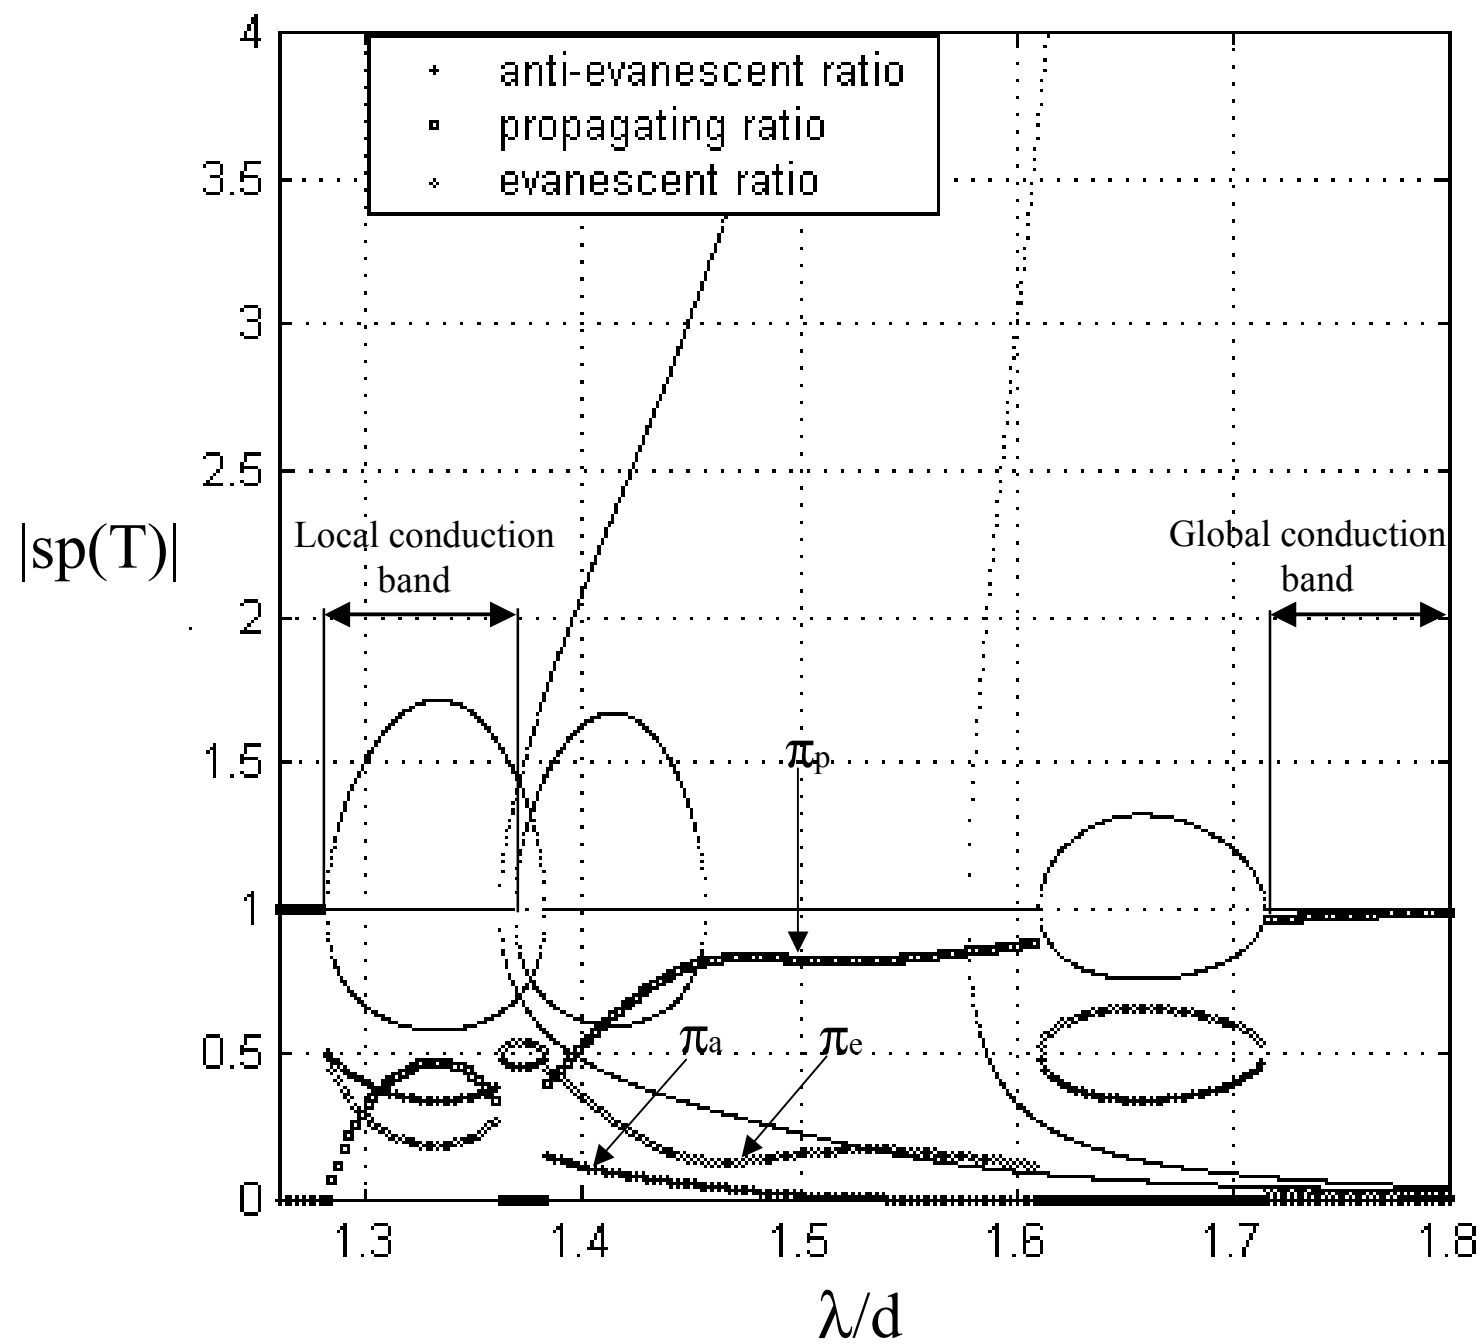 4
anti-evanescent ratio
propagating ratio
evanescent ratio
3.5
3
2.5
|sp(T)|
Local conduction
band
Global conduction
band
2
1.5
πp
1
πa
πe
0.5
0
1.3 1.4 1.5 1.6 1.7 1.8
λ/d